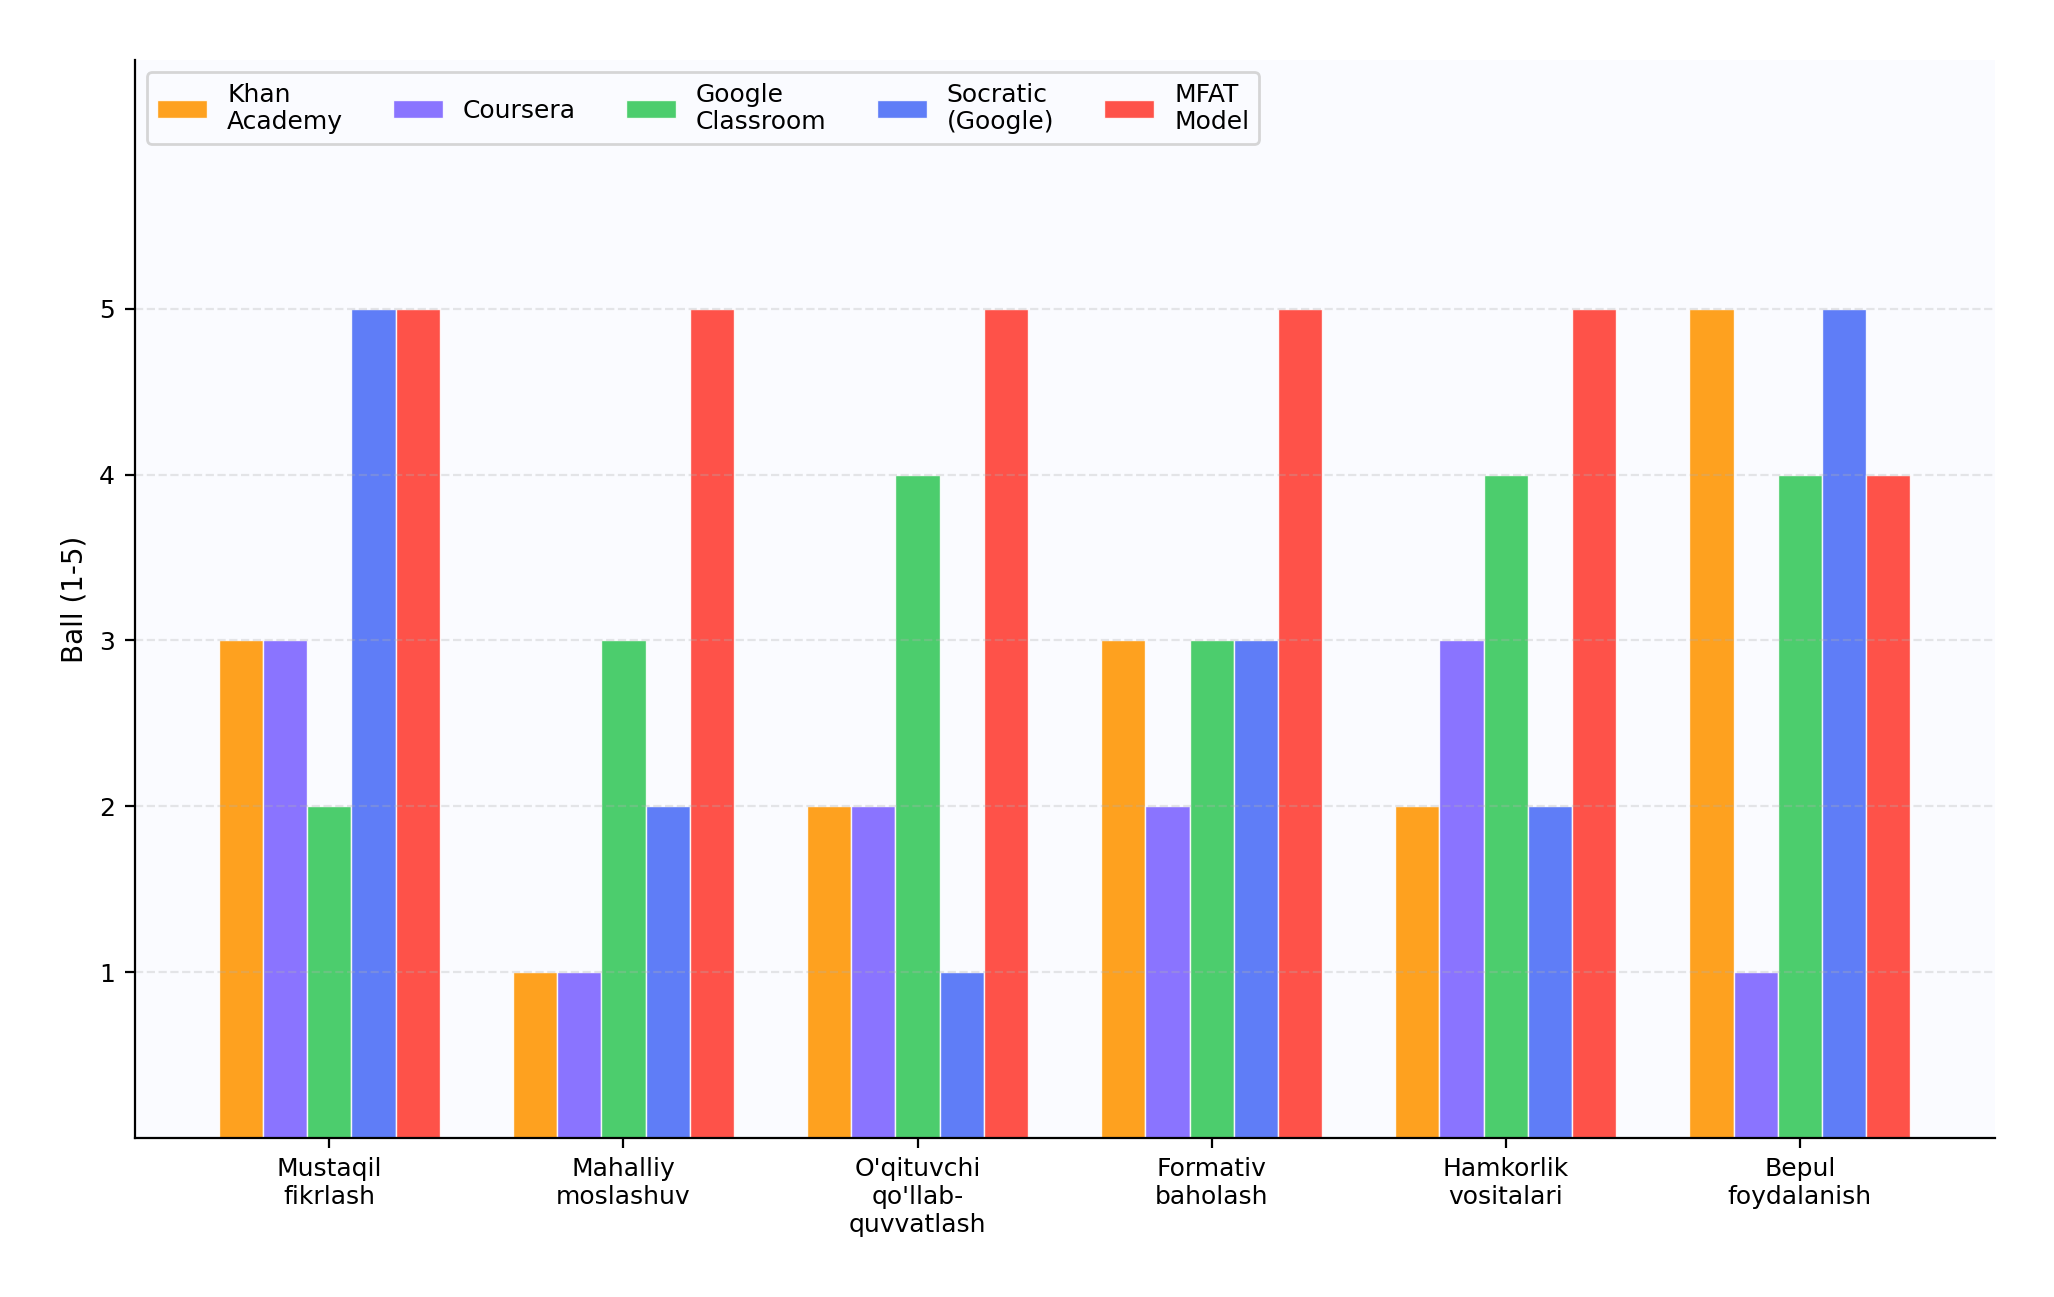 Khan
Academy
Coursera
Google
Classroom
Socratic
(Google)
MFAT
Model
Ball (1-5)
5
4
3
2
1
Mustaqil
fikrlash
Mahalliy
moslashuv
O'qituvchi
qo'llab-
quvvatlash
Formativ
baholash
Hamkorlik
vositalari
Bepul
foydalanish